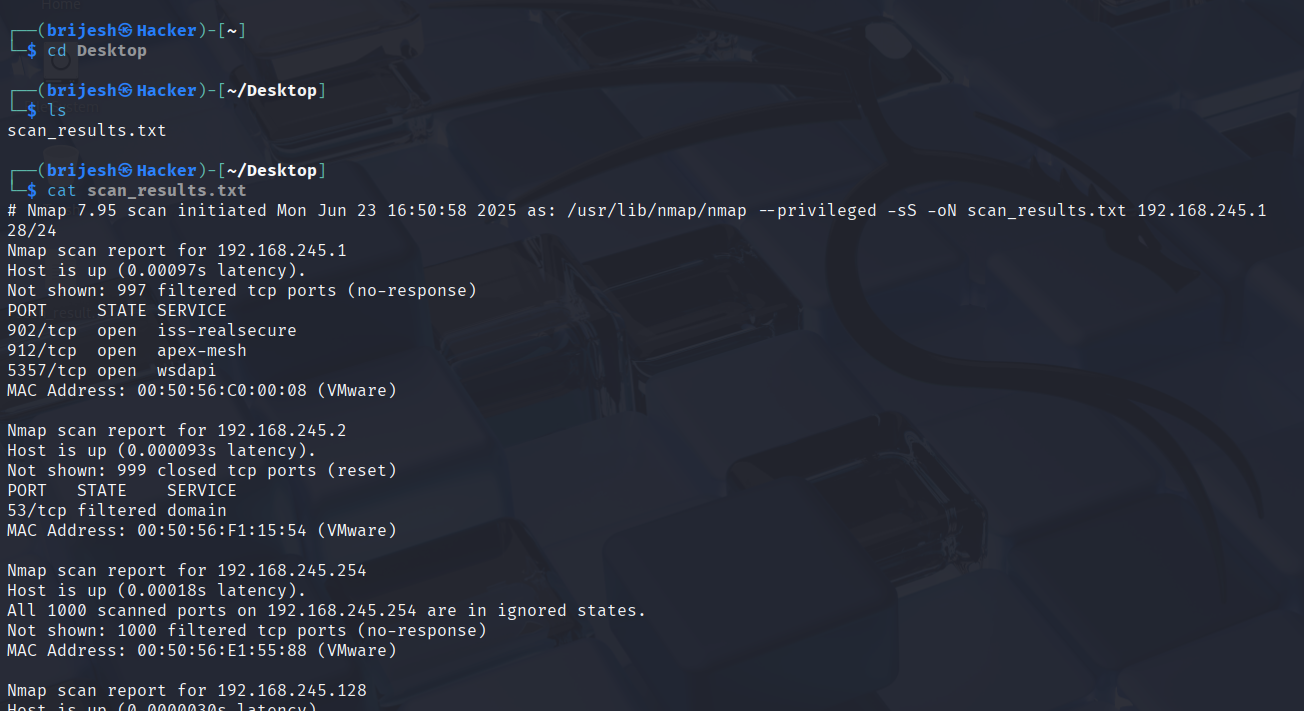 Home
┌──(brijesh㉿Hacker)-[~]
└─$ cd Desktop
┌──(brijesh㉿Hacker)-[~/Desktop]
└─$ ls
scan_results.txt
┌──(brijesh㉿Hacker)-[~/Desktop]
└─$ cat scan_results.txt
# Nmap 7.95 scan initiated Mon Jun 23 16:50:58 2025 as: /usr/lib/nmap/nmap --privileged -sS -oN scan_results.txt 192.168.245.1
28/24
Nmap scan report for 192.168.245.1
Host is up (0.00097s latency).
Not shown: 997 filtered tcp ports (no-response)
PORT     STATE SERVICE
902/tcp  open  iss-realsecure
912/tcp  open  apex-mesh
5357/tcp open  wsdapi
MAC Address: 00:50:56:C0:00:08 (VMware)
Nmap scan report for 192.168.245.2
Host is up (0.000093s latency).
Not shown: 999 closed tcp ports (reset)
PORT   STATE    SERVICE
53/tcp filtered domain
MAC Address: 00:50:56:F1:15:54 (VMware)
Nmap scan report for 192.168.245.254
Host is up (0.00018s latency).
All 1000 scanned ports on 192.168.245.254 are in ignored states.
Not shown: 1000 filtered tcp ports (no-response)
MAC Address: 00:50:56:E1:55:88 (VMware)
Nmap scan report for 192.168.245.128
Host is up (0.0000030s latency)